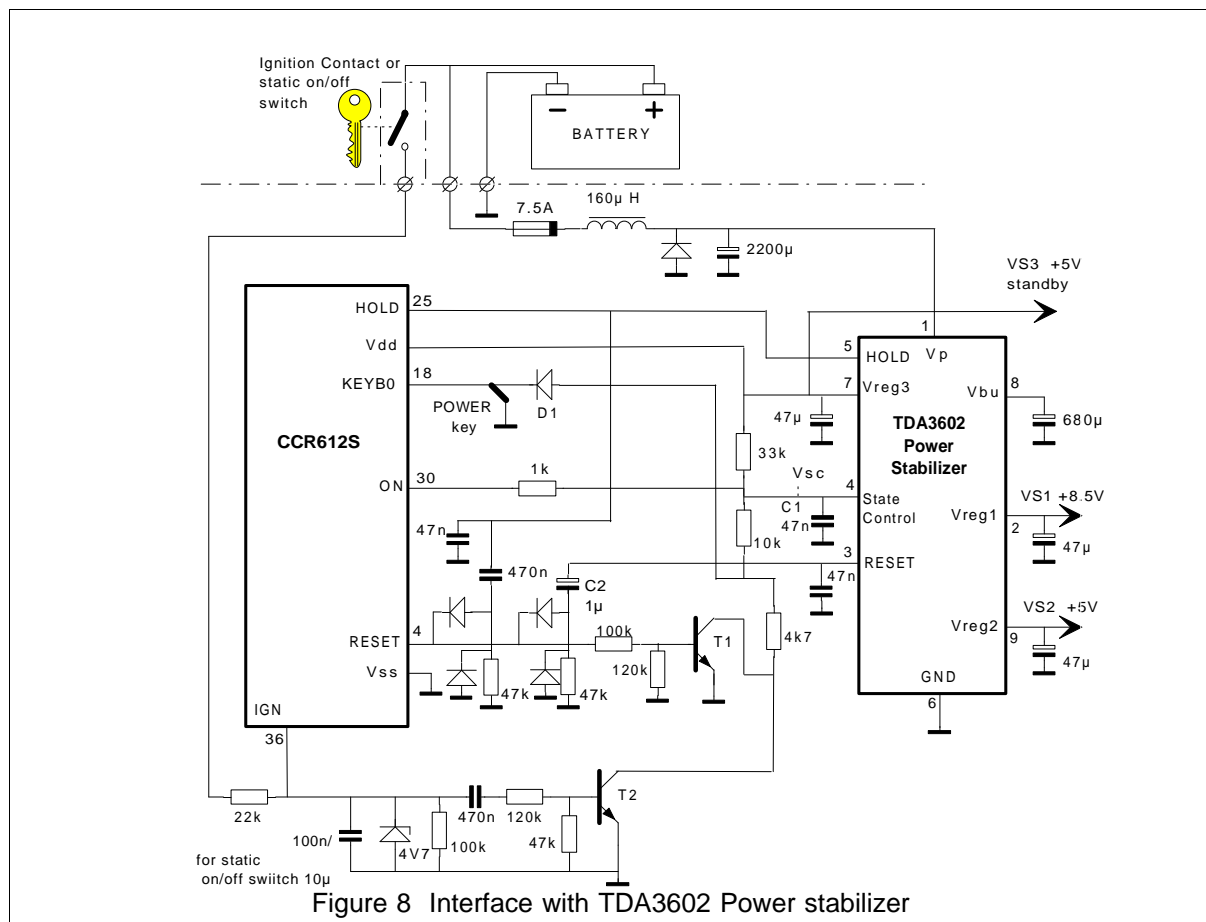 Ignition Contact or
static on/off
switch
BATTERY
7.5A
160µ H
2200µ
VS3 +5V
standby
HOLD
25
Vdd
KEYB0
18
POWER
key
D1
CCR612S
ON
30
1k
47n
470n
C2
1µ
RESET
4
Vss
47k
47k
100k
120k
T1
4k7
IGN
36
33k
Vsc
C1
47n
10k
47µ
47n
1
5
HOLD
Vp
7
Vreg3
Vbu
8
680µ
TDA3602
Power
Stabilizer
4
State
Control
Vreg1
2
VS1 +8.5V
47µ
3
RESET
VS2 +5V
Vreg2
9
47µ
GND
6
22k
100n/
4V7
100k
470n
120k
47k
T2
for static
on/off swiitch 10µ
Figure 8 Interface with TDA3602 Power stabilizer